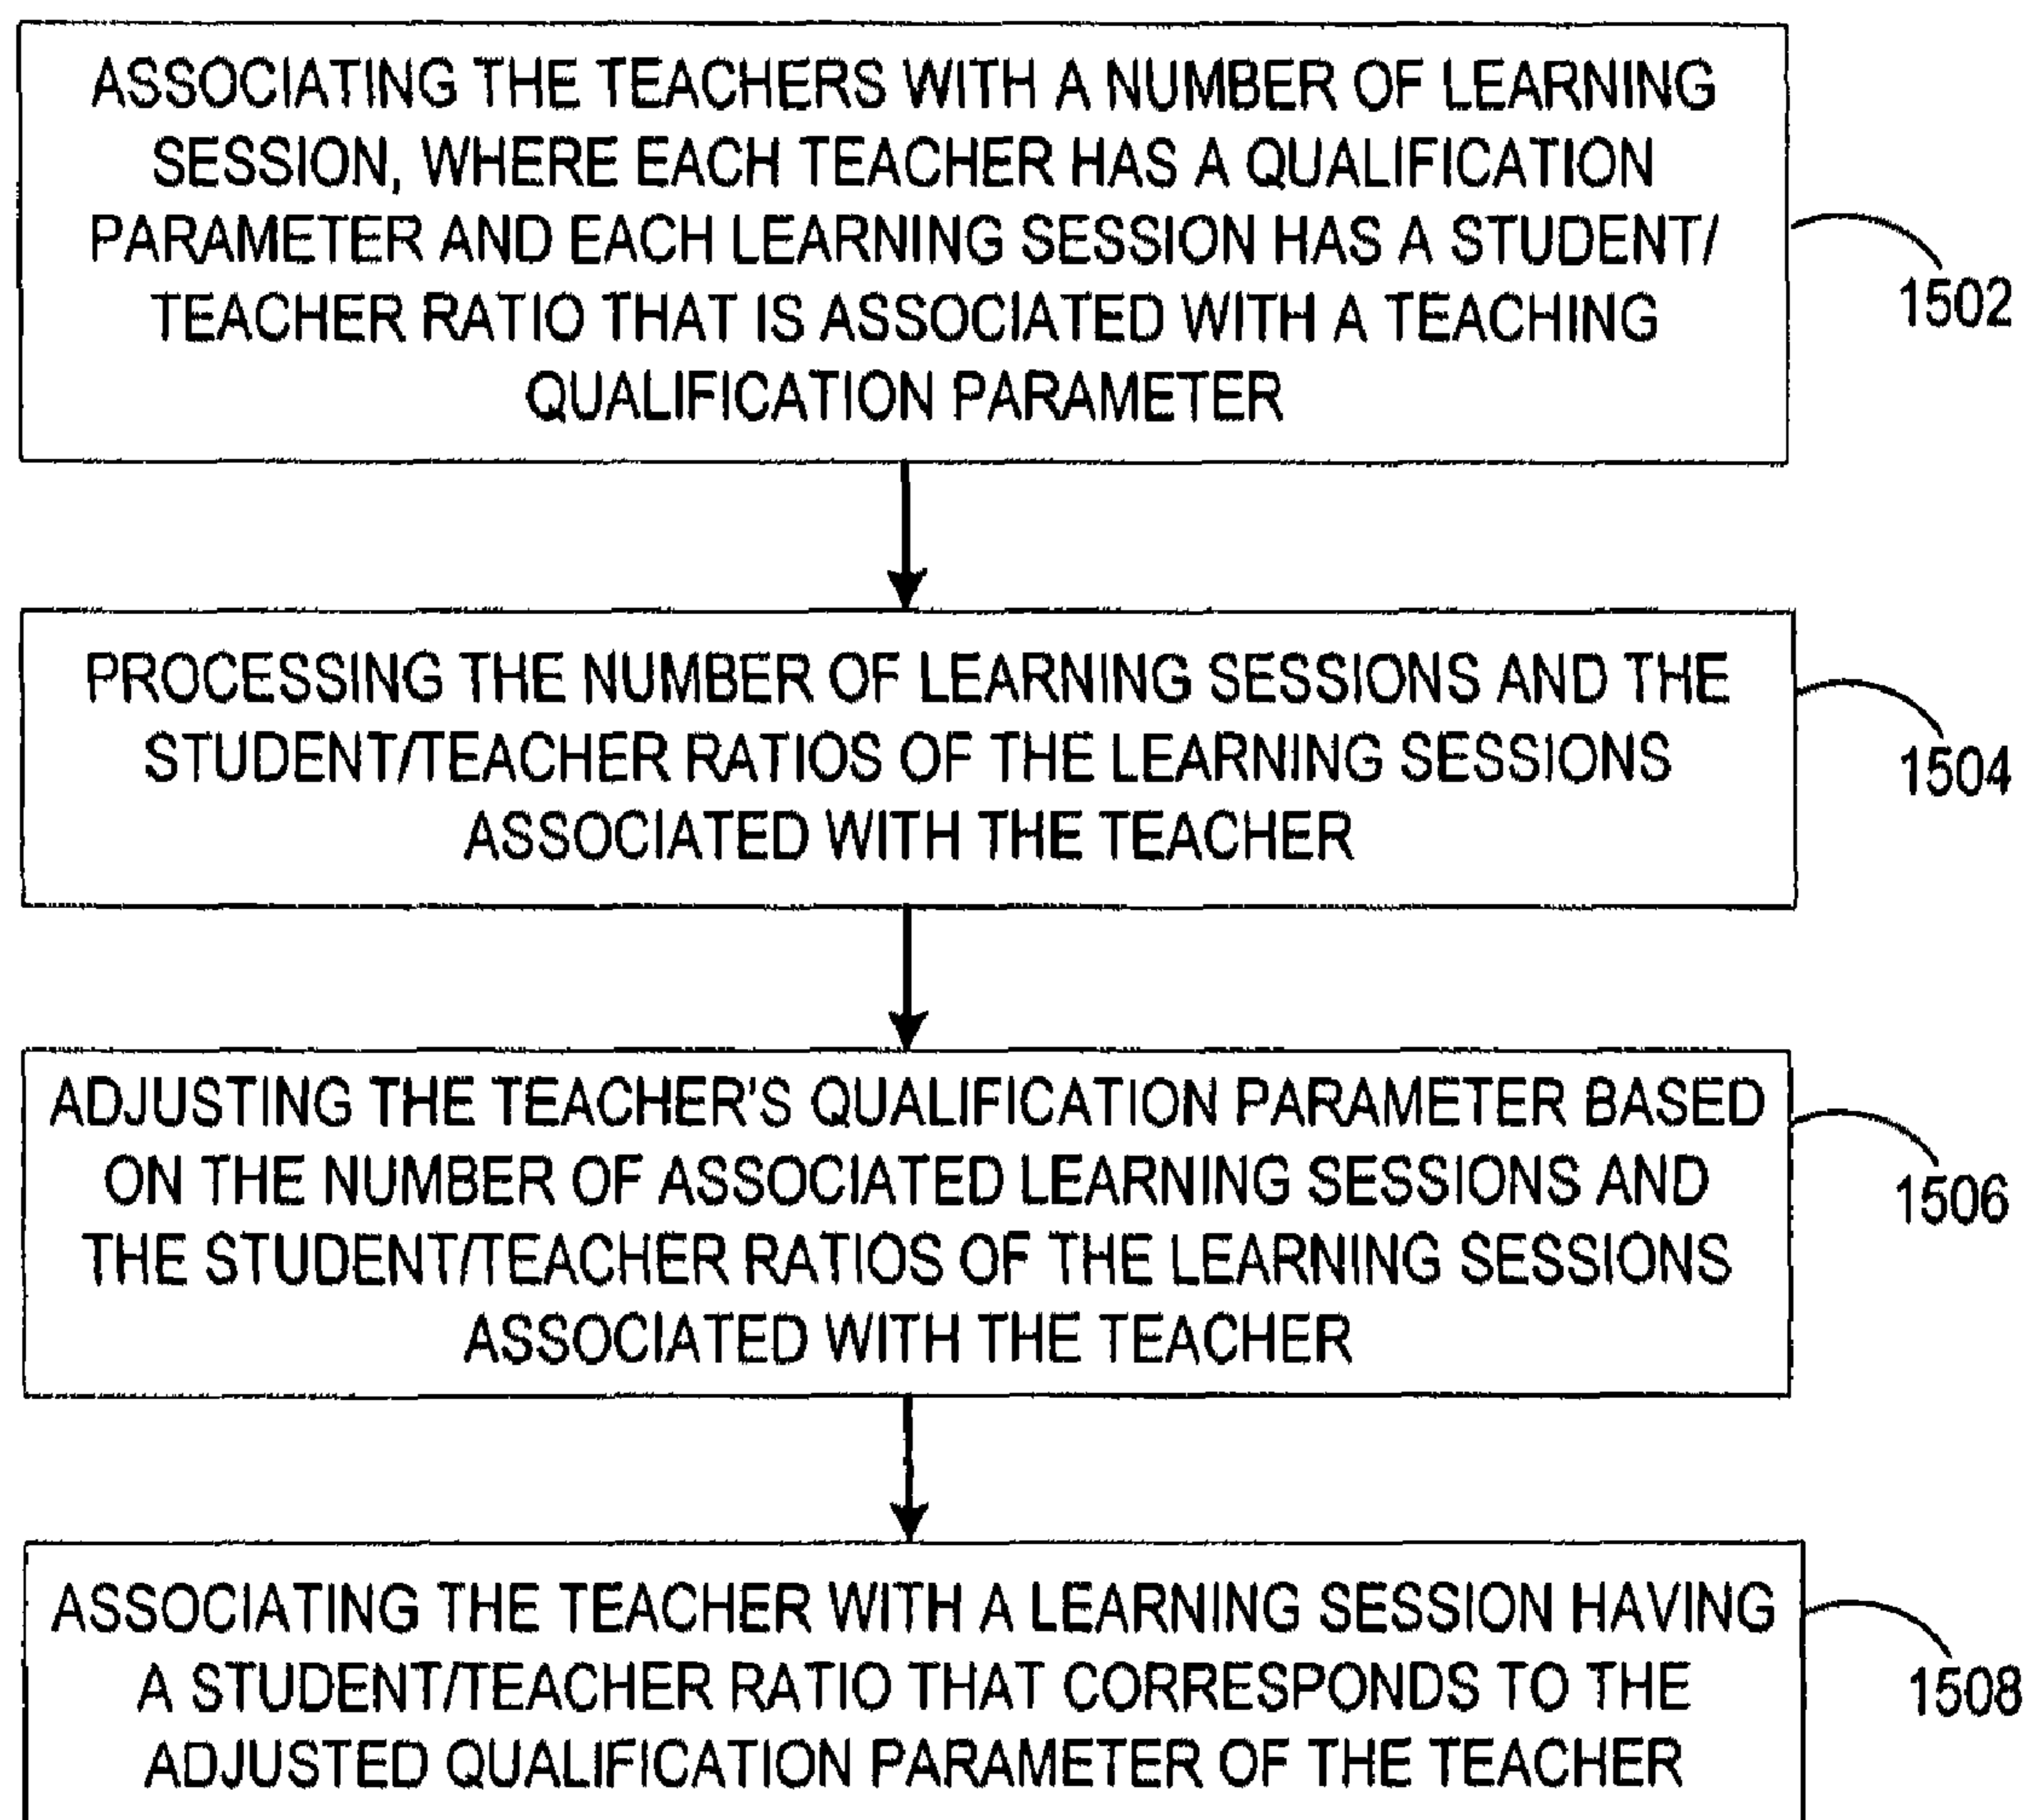 ASSOCIATING THE TEACHERS WITH A NUMBER OF LEARNING
SESSION, WHERE EACH TEACHER HAS A QUALIFICATION
PARAMETER AND EACH LEARNING SESSION HAS A STUDENT/
TEACHER RATIO THAT IS ASSOCIATED WITH A TEACHING
QUALIFICATION PARAMETER
1502
PROCESSING THE NUMBER OF LEARNING SESSIONS AND THE
STUDENT/TEACHER RATIOS OF THE LEARNING SESSIONS
ASSOCIATED WITH THE TEACHER
1504
ADJUSTING THE TEACHER'S QUALIFICATION PARAMETER BASED
ON THE NUMBER OF ASSOCIATED LEARNING SESSIONS AND
THE STUDENT/TEACHER RATIOS OF THE LEARNING SESSIONS
ASSOCIATED WITH THE TEACHER
1506
ASSOCIATING THE TEACHER WITH A LEARNING SESSION HAVING
A STUDENT/TEACHER RATIO THAT CORRESPONDS TO THE
ADJUSTED QUALIFICATION PARAMETER OF THE TEACHER
1508